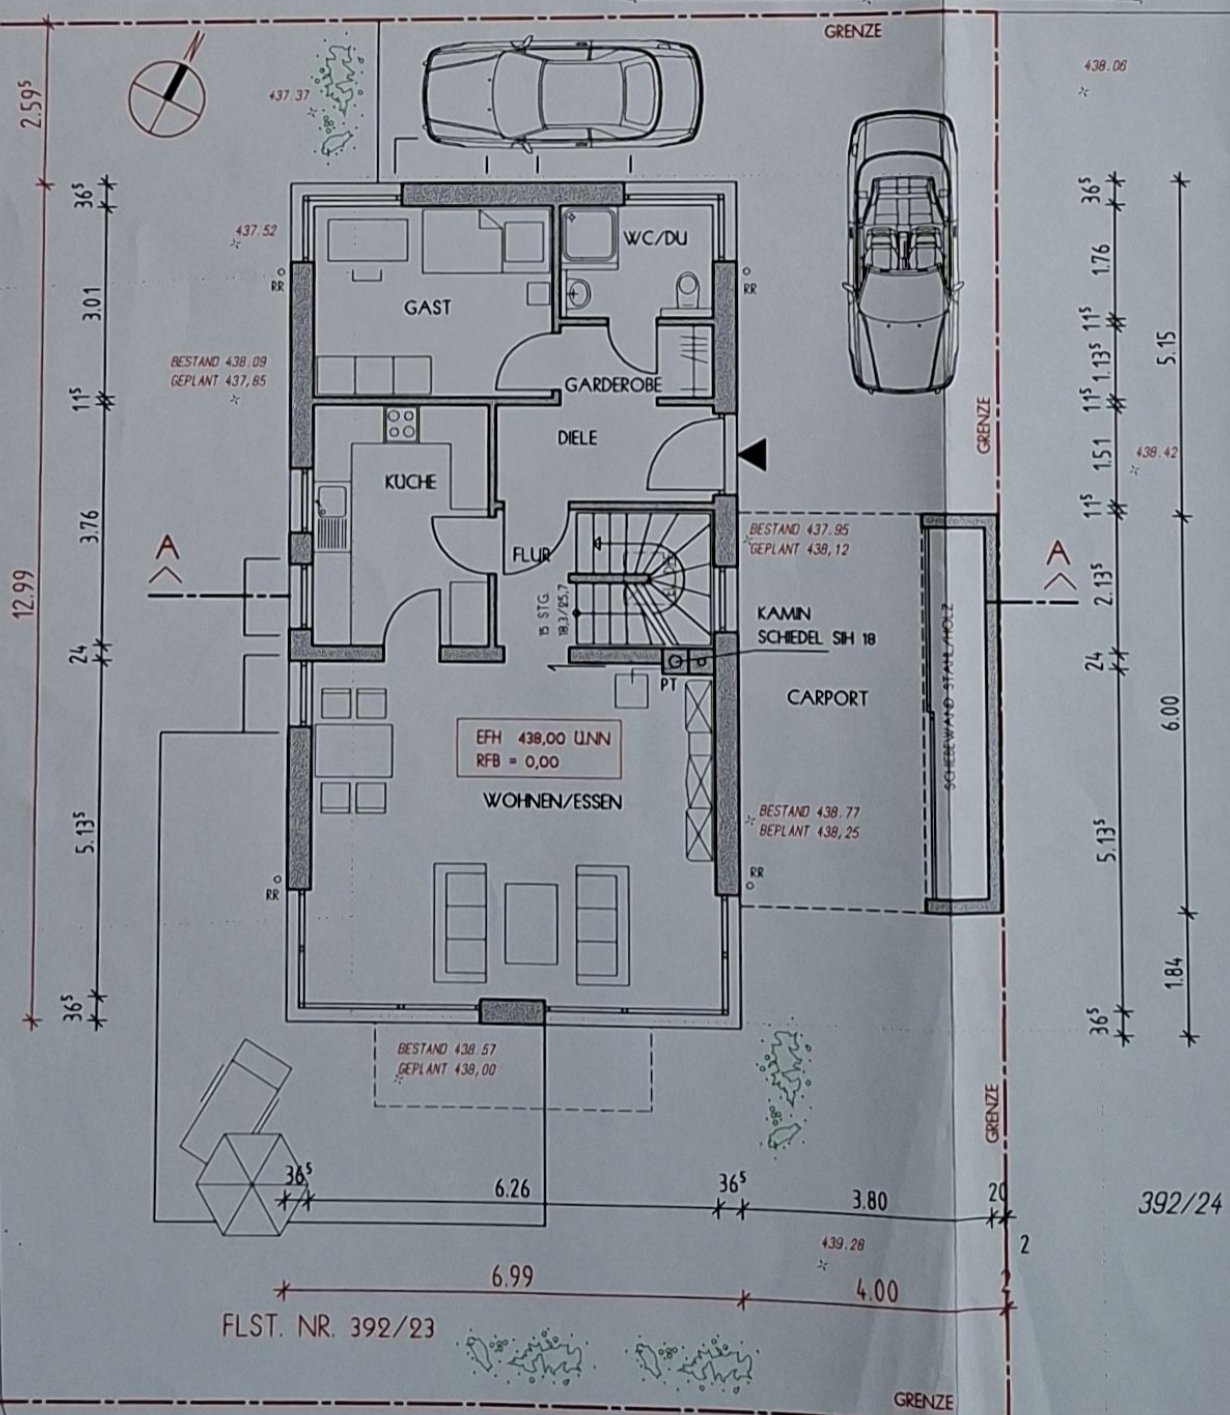 GRENZE
N
438.06
437.37
2.59⁵
36⁵
36⁵
437.52
WC/DU
1.76
RR
RR
GAST
3.01
11⁵
5.15
BESTAND 438.09
GEPLANT 437,85
1.13⁵
GARDEROBE
11⁵
11⁵
GRENZE
DIELE
1.51
438.42
KÜCHE
11⁵
3.76
BESTAND 437.95
GEPLANT 438,12
A
FLUR
A
12.99
15 STG.
18,3/25,7
2.13⁵
KAMIN
SCHIEDEL SIH 18
SCHIEBEWAND STAHL/HOLZ
24
24
PT
CARPORT
6.00
EFH 438,00 Ü.NN
RFB = 0,00
WOHNEN/ESSEN
BESTAND 438.77
BEPLANT 438,25
5.13⁵
5.13⁵
RR
RR
1.84
36⁵
36⁵
BESTAND 438.57
GEPLANT 438,00
GRENZE
36⁵
6.26
36⁵
3.80
20
392/24
2
439.28
6.99
4.00
FLST. NR. 392/23
GRENZE